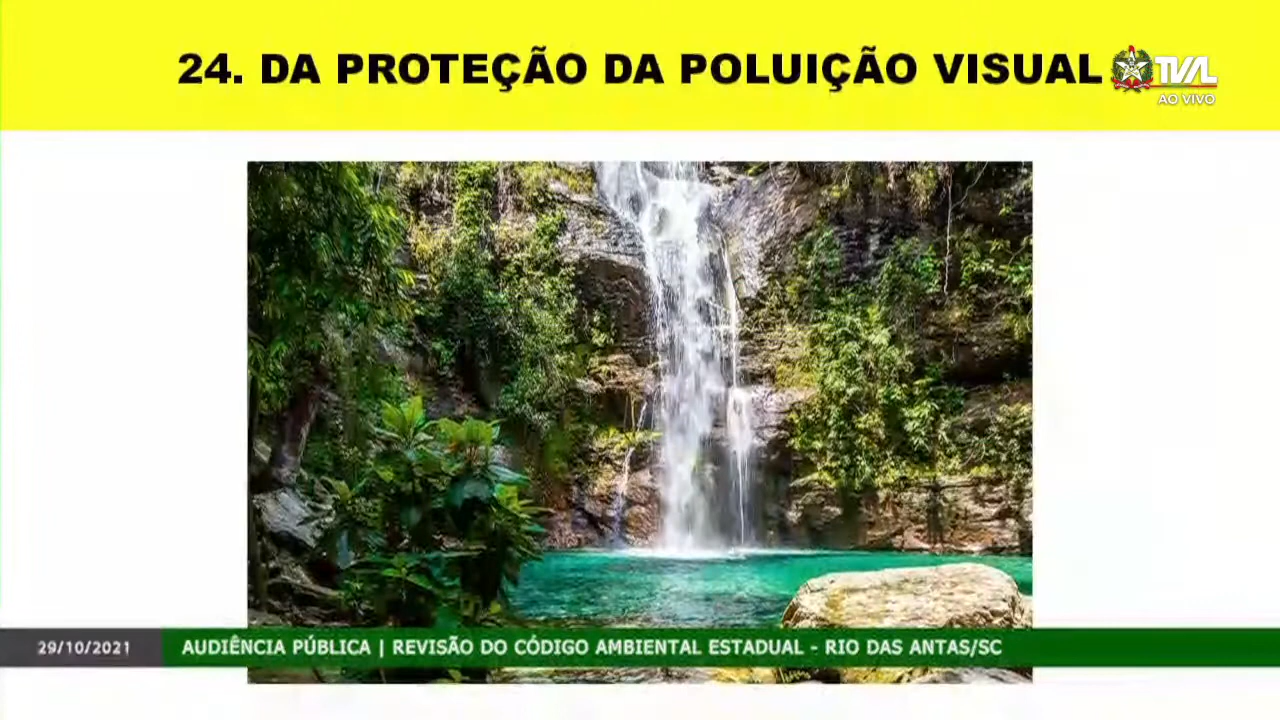 24. DA PROTEÇÃO DA POLUIÇÃO VISUAL
TVAL
AO VIVO
29/10/2021
AUDIÊNCIA PÚBLICA | REVISÃO DO CÓDIGO AMBIENTAL ESTADUAL - RIO DAS ANTAS/SC